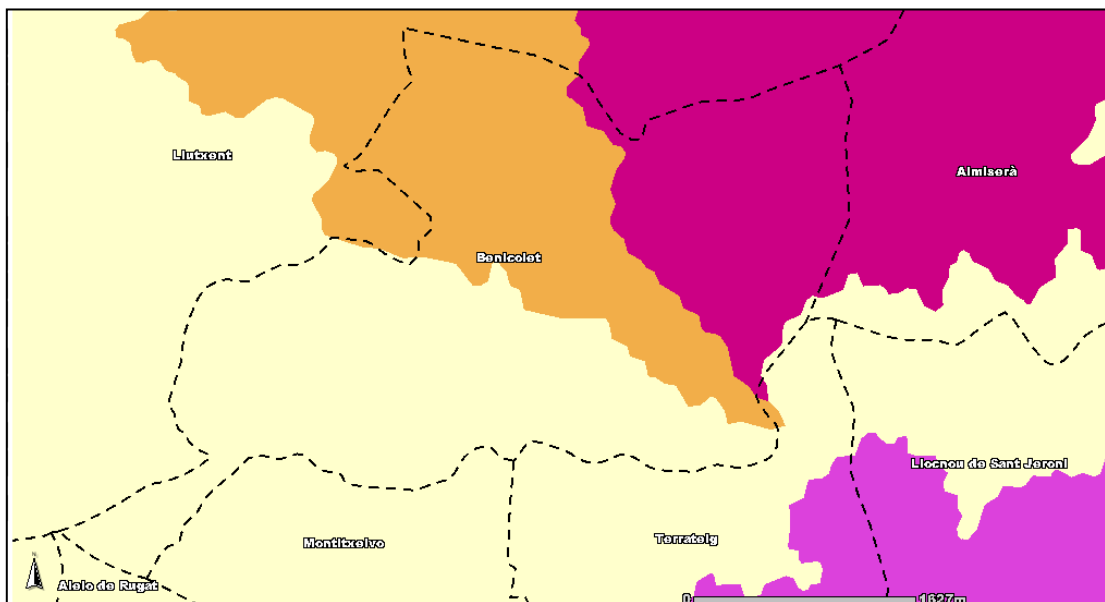 Llutxent
Almiserà
Benicolet
Llocnou de Sant Jeroni
Montitxelvo
Terrateig
Aielo de Rugat
N
0 1627m